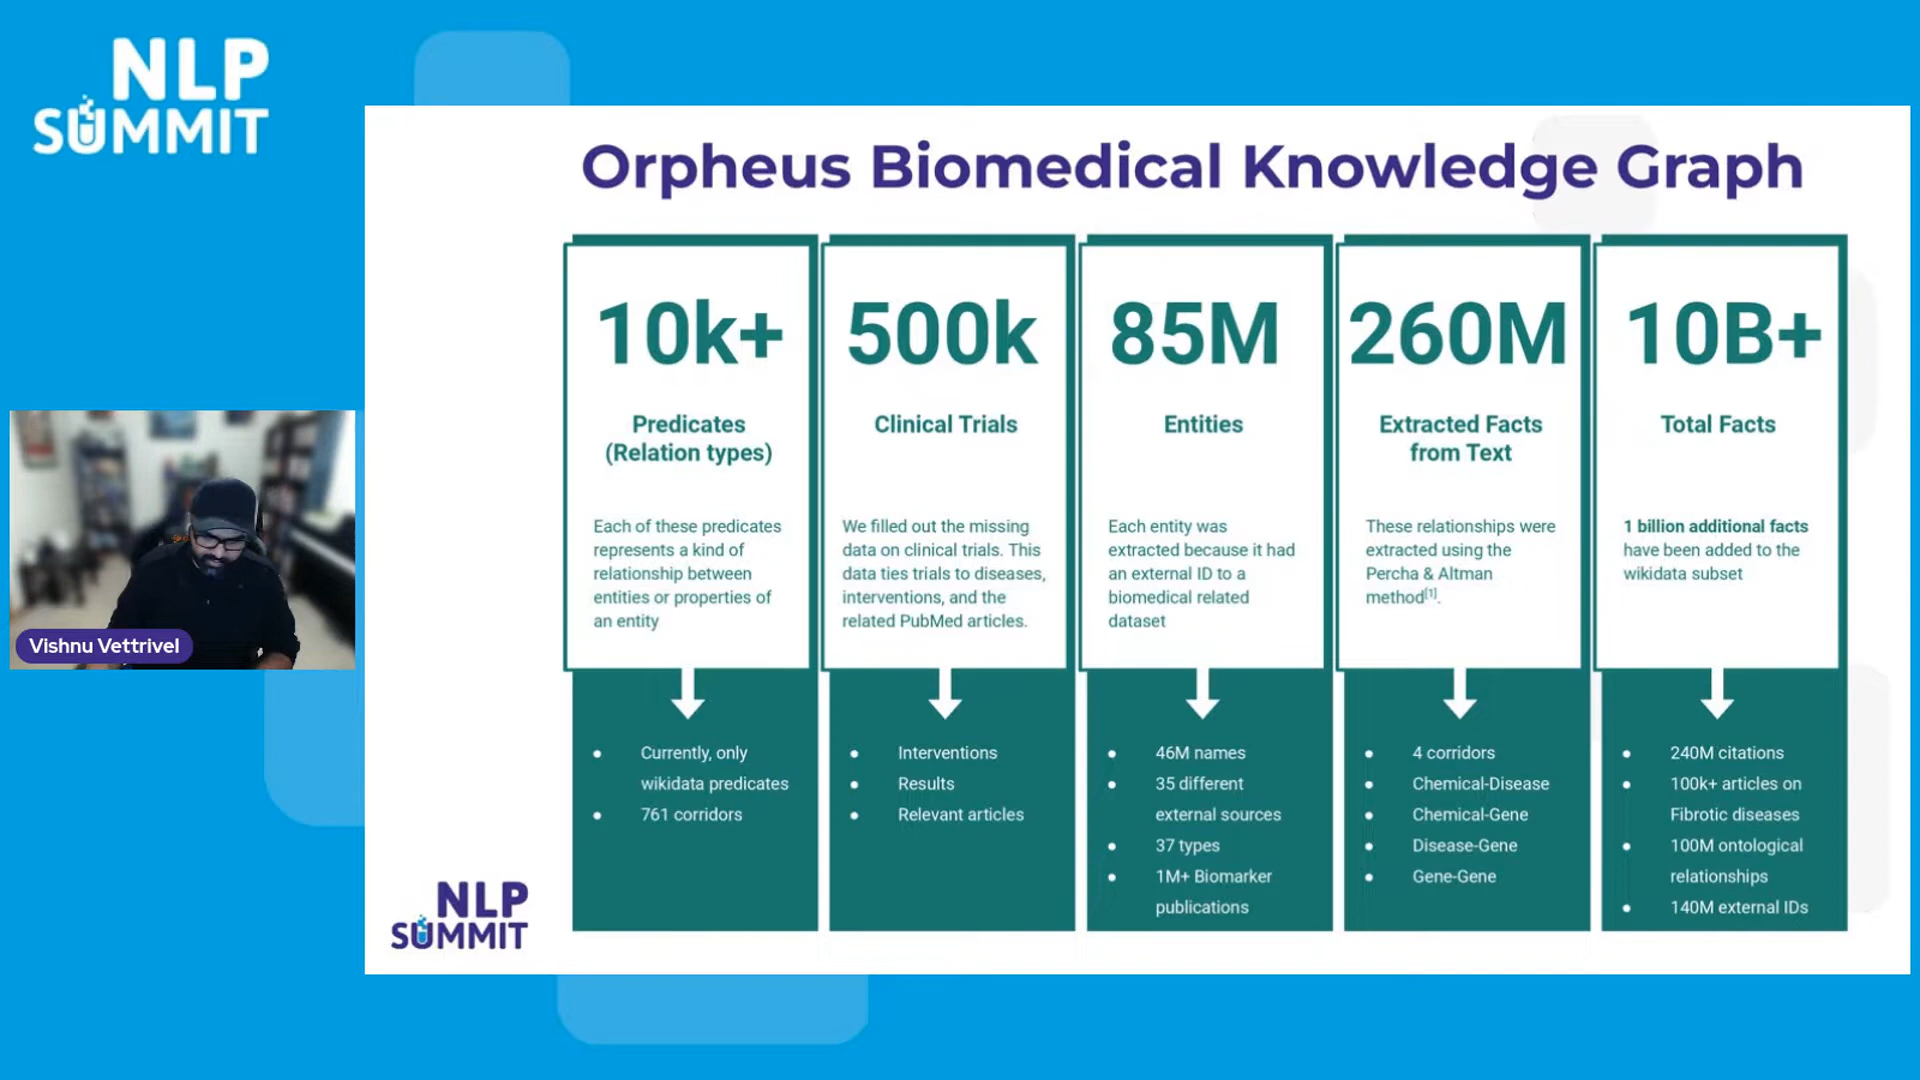 NLP
SUMMIT
Orpheus Biomedical Knowledge Graph
10k+
Predicates
(Relation types)
Each of these predicates
represents a kind of
relationship between
entities or properties of
an entity
Currently, only
wikidata predicates
761 corridors
500k
Clinical Trials
We filled out the missing
data on clinical trials. This
data ties trials to diseases,
interventions, and the
related PubMed articles.
Interventions
Results
Relevant articles
85M
Entities
Each entity was
extracted because it had
an external ID to a
biomedical related
dataset
46M names
35 different
external sources
37 types
1M+ Biomarker
publications
260M
Extracted Facts
from Text
These relationships were
extracted using the
Percha & Altman
method[1].
4 corridors
Chemical-Disease
Chemical-Gene
Disease-Gene
Gene-Gene
10B+
Total Facts
1 billion additional facts
have been added to the
wikidata subset
240M citations
100k+ articles on
Fibrotic diseases
100M ontological
relationships
140M external IDs
Vishnu Vettrivel
NLP
SUMMIT